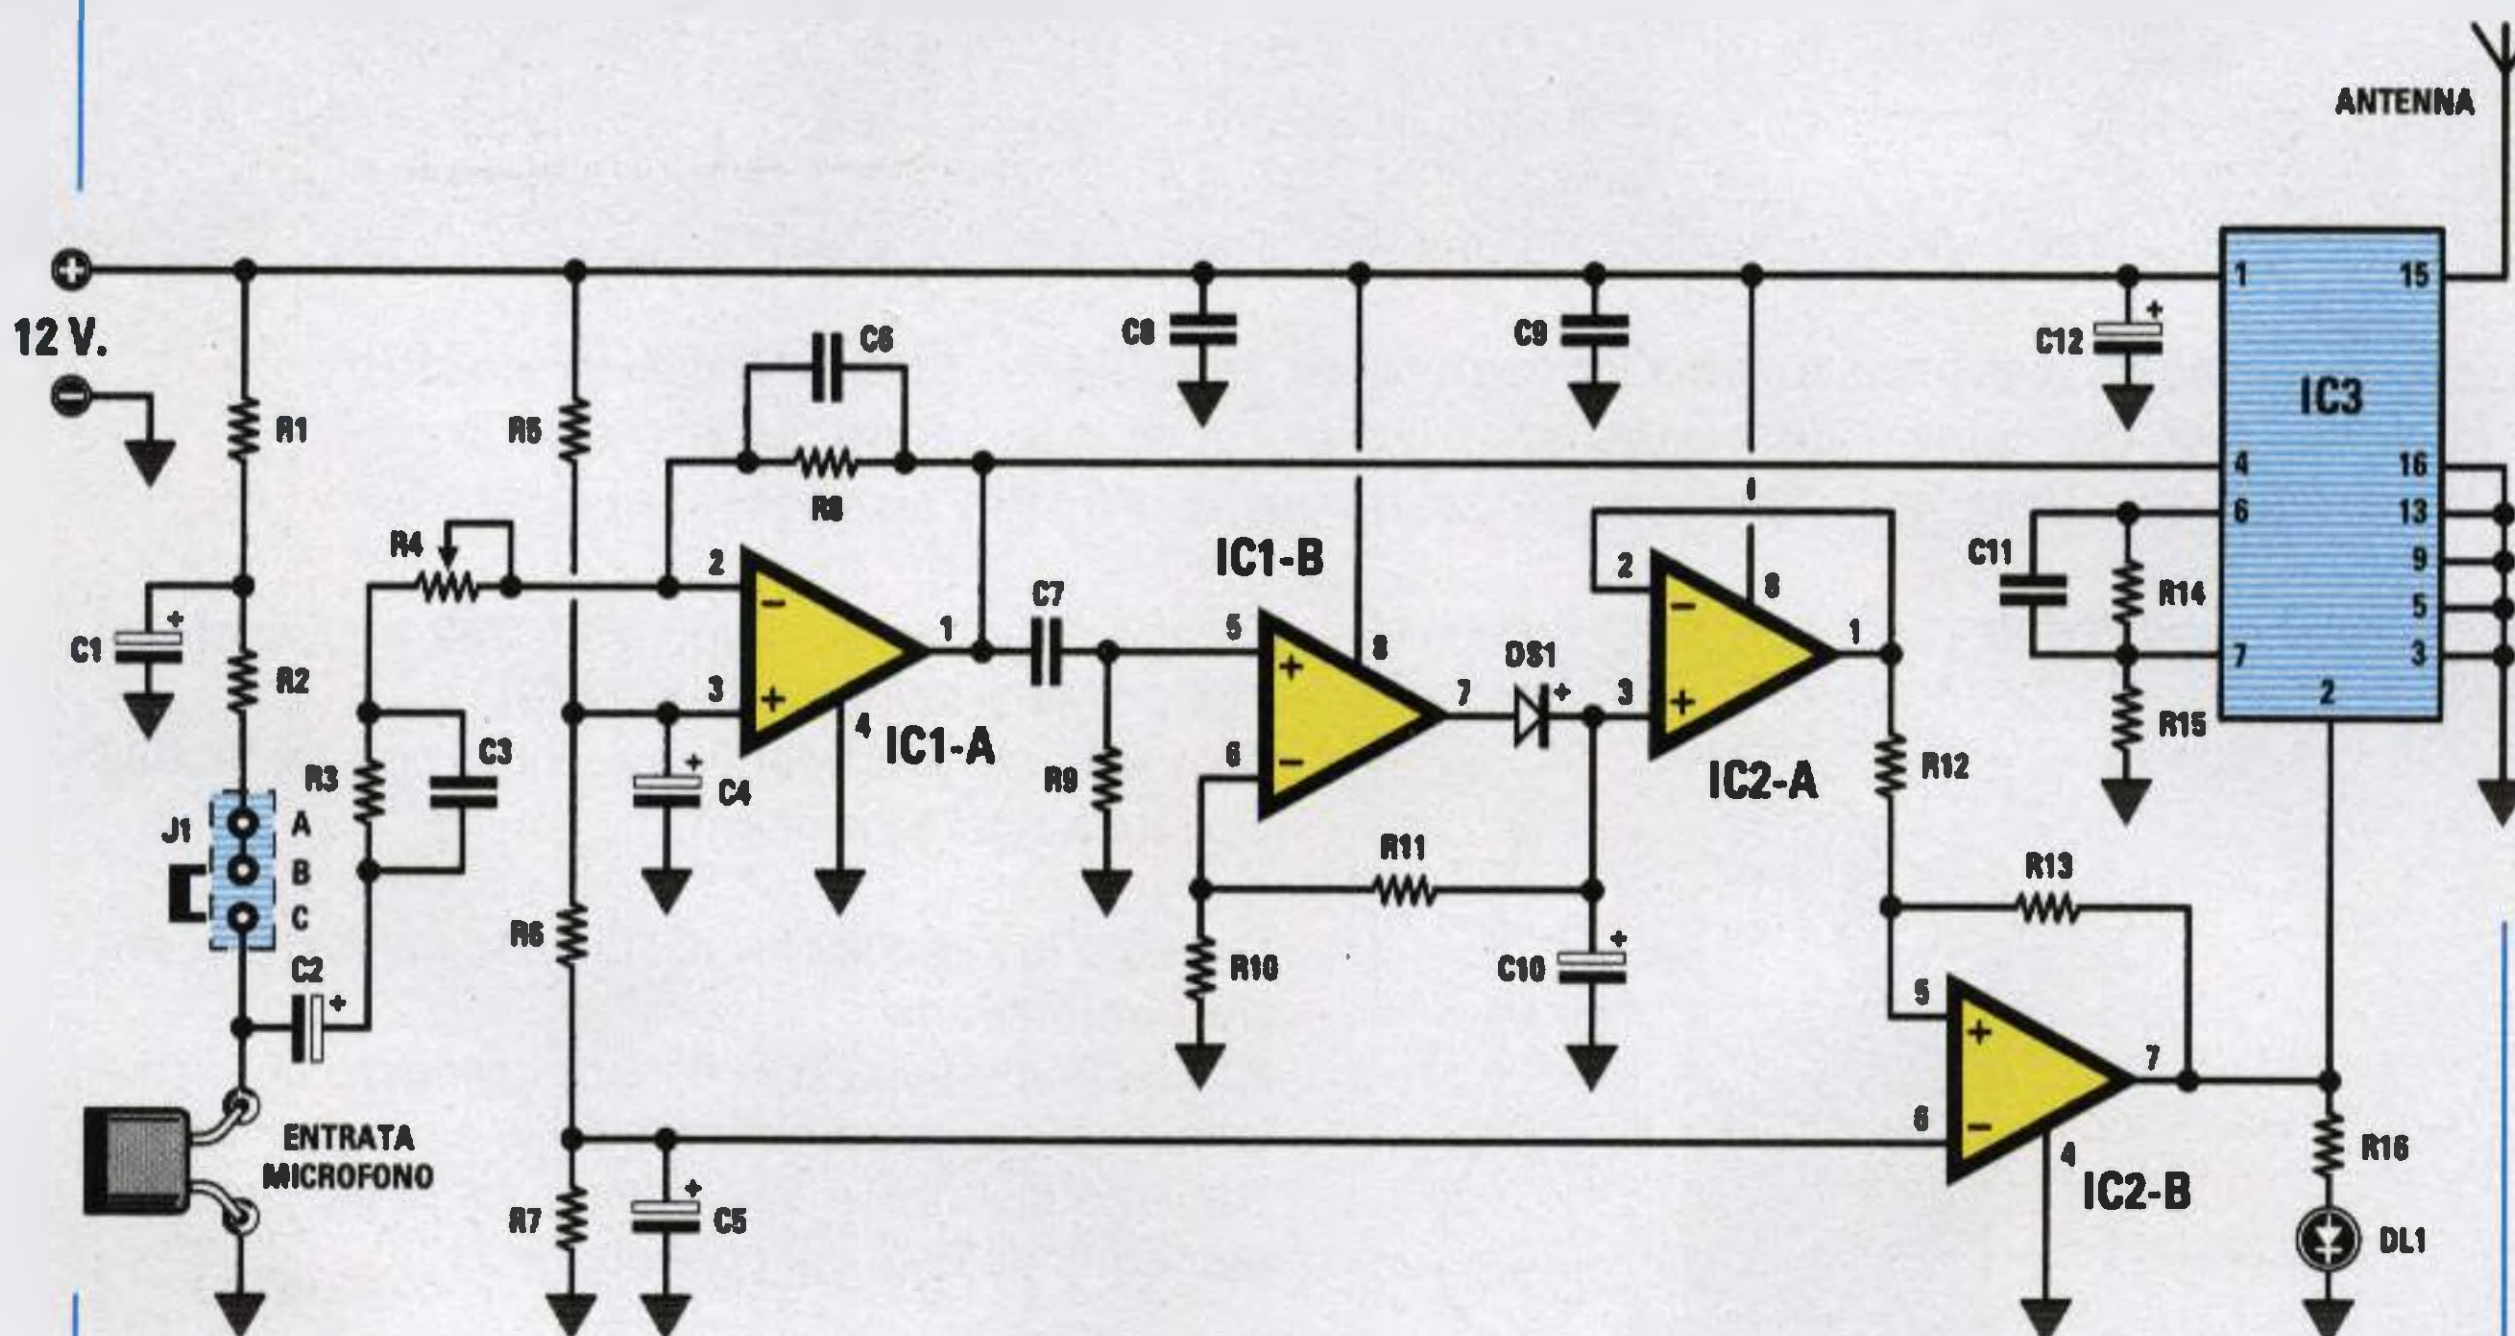 ANTENNA
12 V.
1
15
C8
C9
C12
+
C6
R1
R5
IC3
4
16
R8
6
13
R4
2
IC1-B
2
C11
9
8
R14
5
C7
1
5
1
C1
+
R2
3
8
DS1
+
3
7
3
4
IC1-A
7
2
R15
C3
6
R3
+
C4
R9
IC2-A
R12
J1
A
B
C
R11
R13
R6
C2
+
R10
C10
+
5
7
ENTRATA
MICROFONO
6
4
R16
IC2-B
R7
+
C5
DL1